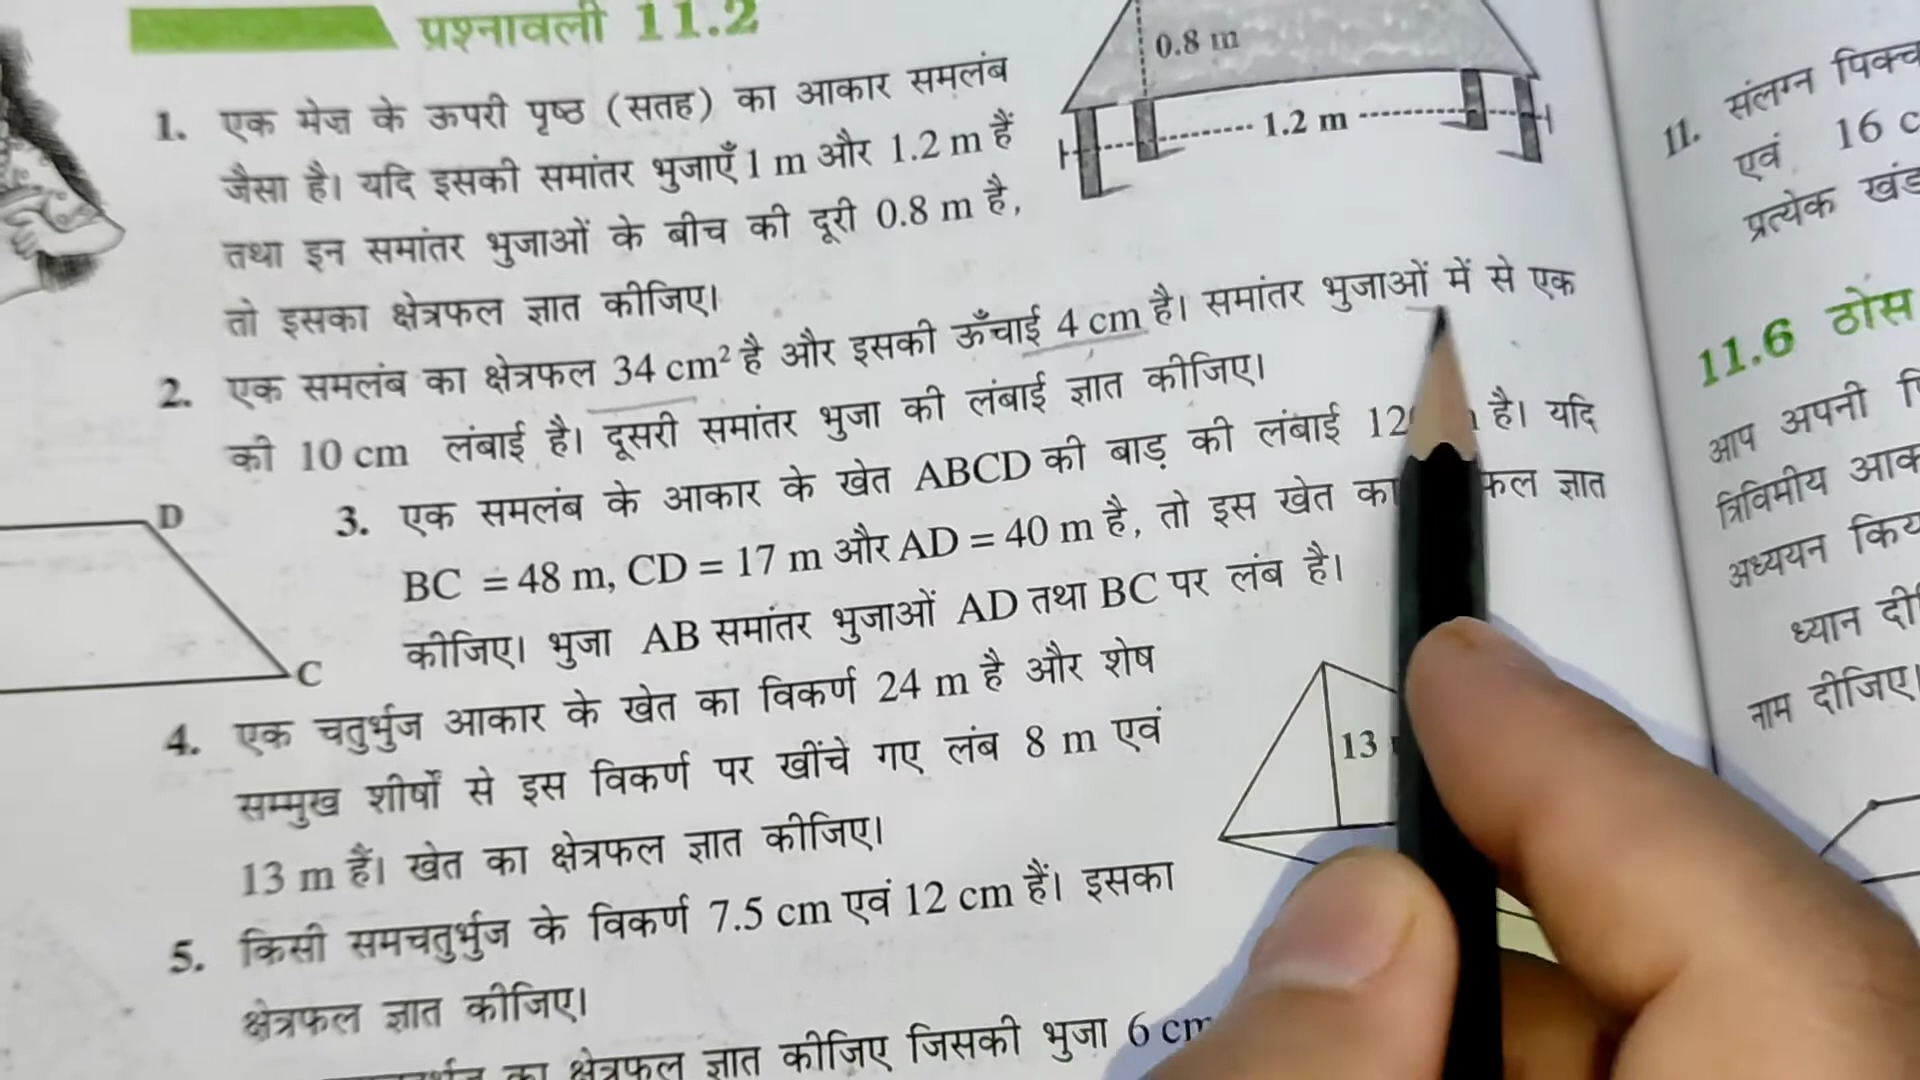 प्रश्नावली 11.2
1. एक मेज के ऊपरी पृष्ठ (सतह) का आकार समलंब
जैसा है। यदि इसकी समांतर भुजाएँ 1 m और 1.2 m हैं
तथा इन समांतर भुजाओं के बीच की दूरी 0.8 m है,
तो इसका क्षेत्रफल ज्ञात कीजिए।
0.8 m
1.2 m
2. एक समलंब का क्षेत्रफल 34 cm² है और इसकी ऊँचाई 4 cm है। समांतर भुजाओं में से एक
की 10 cm लंबाई है। दूसरी समांतर भुजा की लंबाई ज्ञात कीजिए।
3. एक समलंब के आकार के खेत ABCD की बाड़ की लंबाई 12 है। यदि
BC = 48 m, CD = 17 m और AD = 40 m है, तो इस खेत का फल ज्ञात
कीजिए। भुजा AB समांतर भुजाओं AD तथा BC पर लंब है।
D
C
4. एक चतुर्भुज आकार के खेत का विकर्ण 24 m है और शेष
सम्मुख शीर्षों से इस विकर्ण पर खींचे गए लंब 8 m एवं
13 m हैं। खेत का क्षेत्रफल ज्ञात कीजिए।
13
5. किसी समचतुर्भुज के विकर्ण 7.5 cm एवं 12 cm हैं। इसका
क्षेत्रफल ज्ञात कीजिए।
का क्षेत्रफल ज्ञात कीजिए जिसकी भुजा 6 cm
11. संलग्न
एवं 16
प्रत्येक
11.6 ठोस
आप अपनी
त्रिविमीय
अध्ययन
ध्यान
नाम दीजिए।